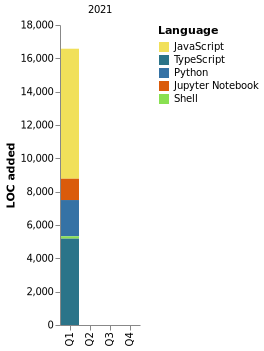 2021
Language
JavaScript
TypeScript
Python
Jupyter Notebook
Shell
LOC added
18,000
16,000
14,000
12,000
10,000
8,000
6,000
4,000
2,000
0
Q1
Q2
Q3
Q4